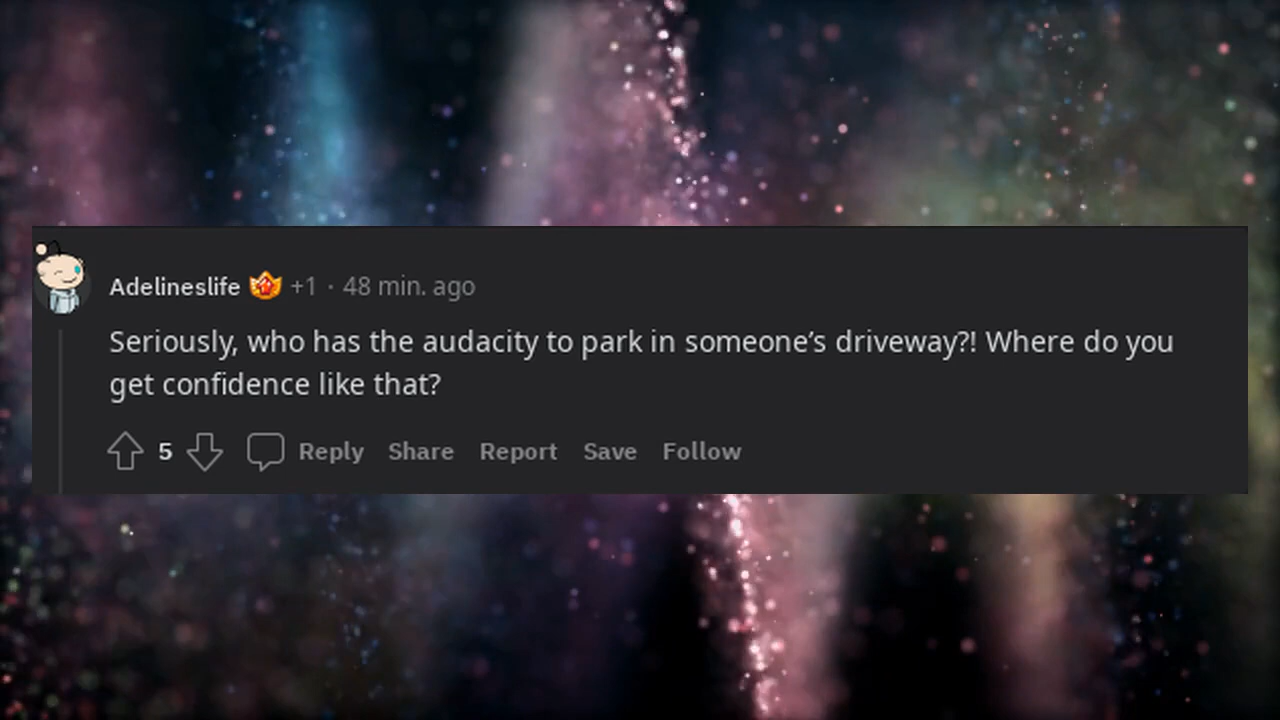 Adelineslife +1 · 48 min. ago
Seriously, who has the audacity to park in someone’s driveway?! Where do you
get confidence like that?
5 Reply Share Report Save Follow